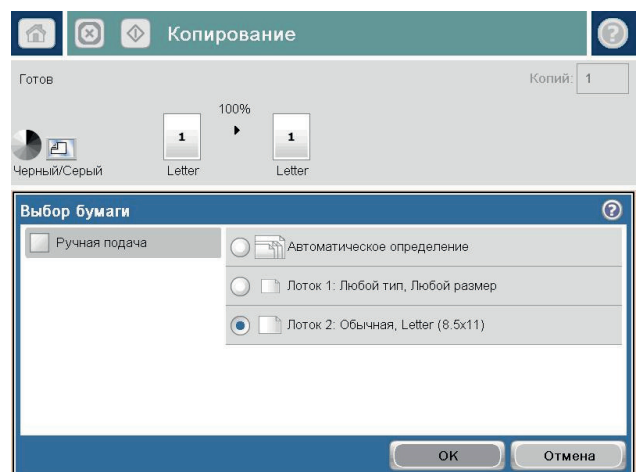 Копирование
Готов
Копий: 1
100%
1
1
Черный/Серый
Letter
Letter
Выбор бумаги
Ручная подача
Автоматическое определение
Лоток 1: Любой тип, Любой размер
Лоток 2: Обычная, Letter (8.5x11)
OK
Отмена